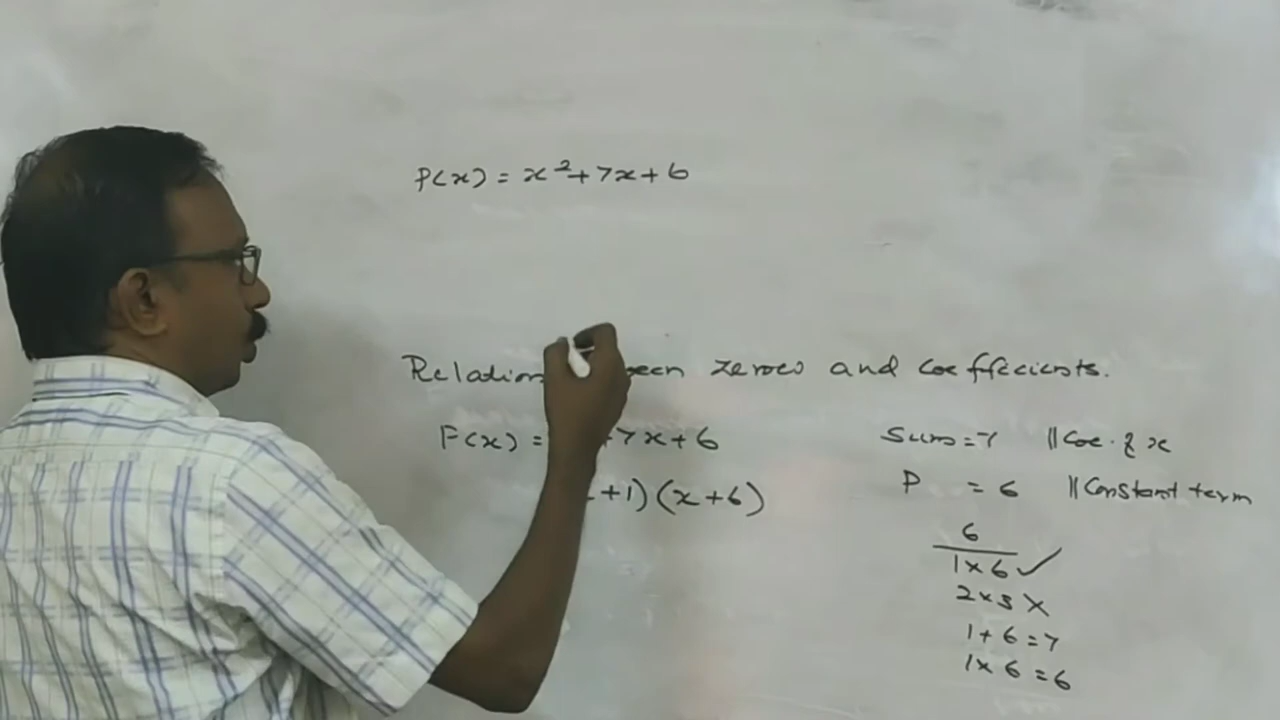 P(x) = x²+7x+6
Relation zeroes and coefficients.
P(x) = +7x+6
+1)(x+6)
Sum=7 ||Coe. of x
P = 6 ||Constant term
6
1×6 ✓
2×3 ×
1+6=7
1×6=6